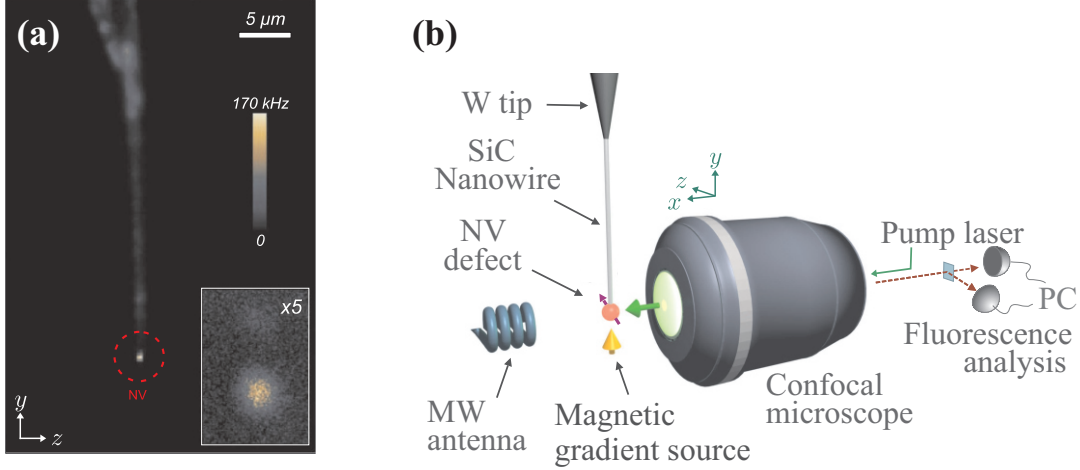 (a)
5 μm
170 kHz
0
x5
NV
y
z
(b)
W tip
SiC
Nanowire
NV
defect
y
z
x
Pump laser
PC
Fluorescence
analysis
Confocal
microscope
MW
antenna
Magnetic
gradient source